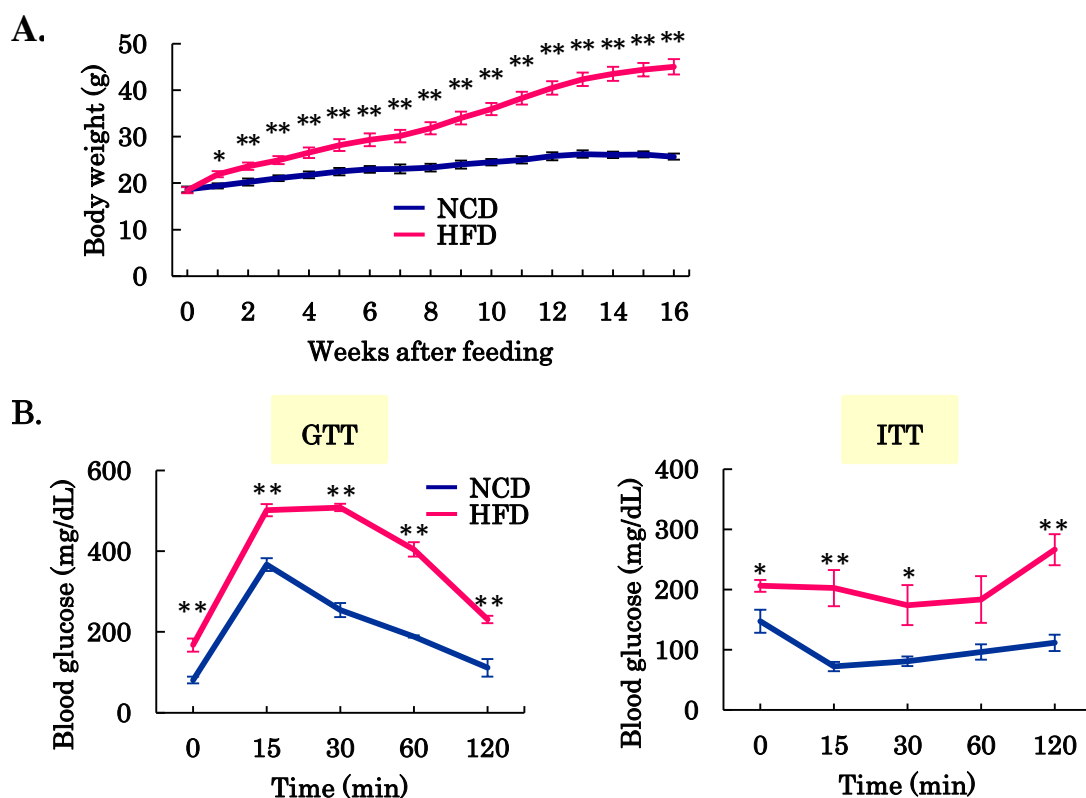 A.
Body weight (g)
50
40
30
20
10
0
* ** ** ** ** ** ** ** ** ** ** ** ** ** ** **
NCD
HFD
0 2 4 6 8 10 12 14 16
Weeks after feeding
B.
GTT
Blood glucose (mg/dL)
600
400
200
0
** ** ** ** **
NCD
HFD
0 15 30 60 120
Time (min)
ITT
Blood glucose (mg/dL)
400
300
200
100
0
* ** * **
0 15 30 60 120
Time (min)